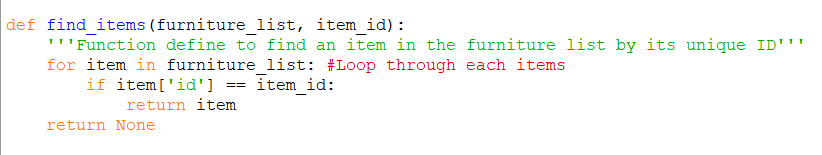 def find_items(furniture_list, item_id):
    '''Function define to find an item in the furniture list by its unique ID'''
    for item in furniture_list: #Loop through each items
        if item['id'] == item_id:
            return item
    return None